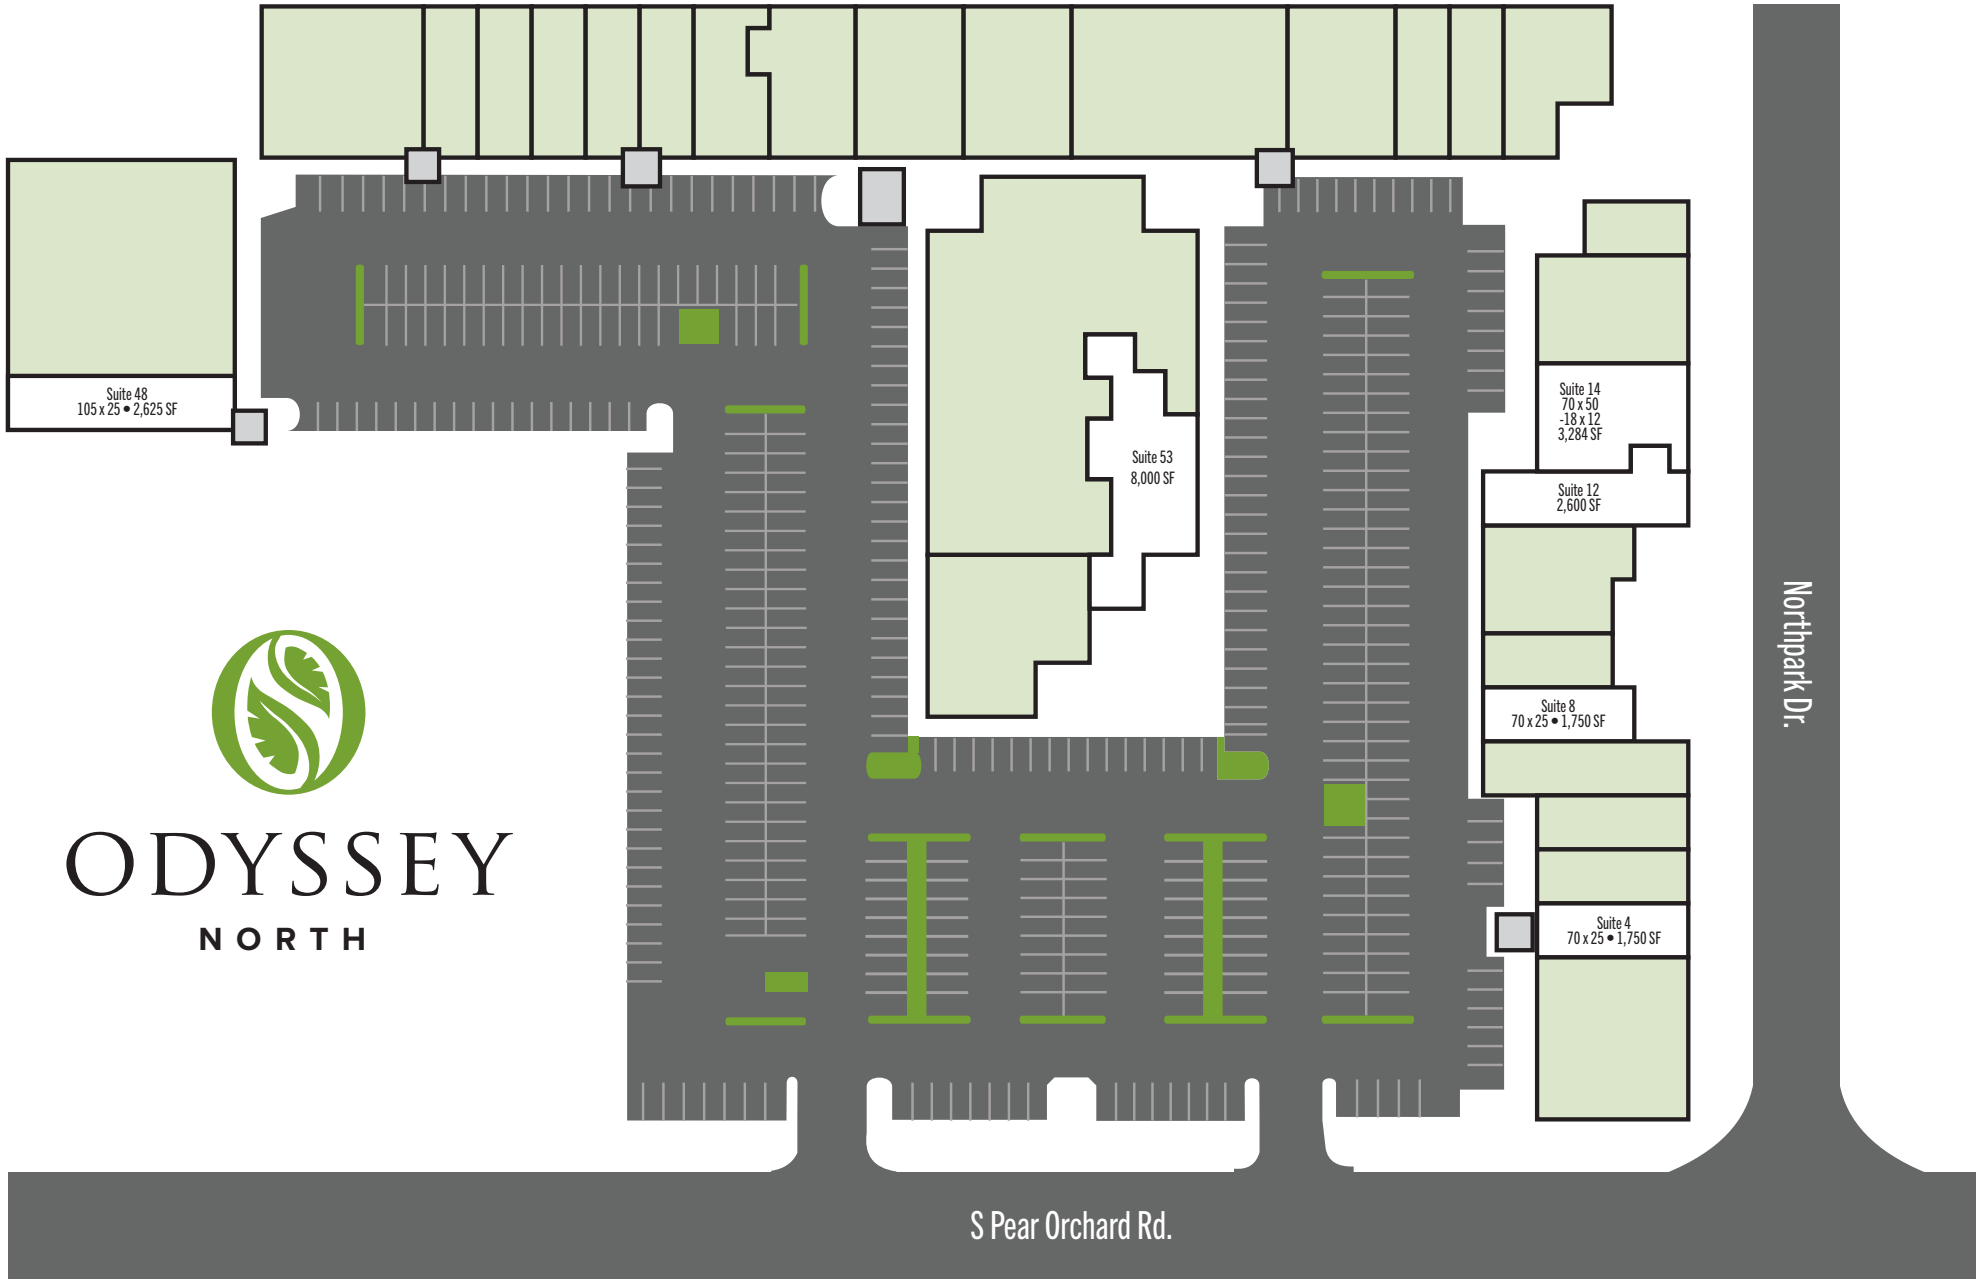 Suite 48
105 x 25 • 2,625 SF
Suite 14
70 x 50
-18 x 12
3,284 SF
Suite 53
8,000 SF
Suite 12
2,600 SF
Suite 8
70 x 25 • 1,750 SF
Suite 4
70 x 25 • 1,750 SF
Northpark Dr.
ODYSSEY
NORTH
S Pear Orchard Rd.